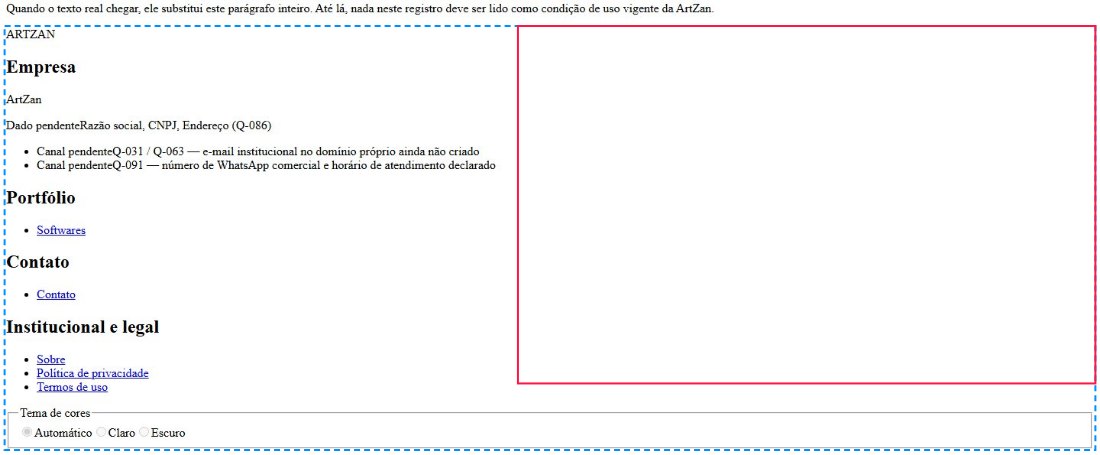 Quando o texto real chegar, ele substitui este parágrafo inteiro. Até lá, nada neste registro deve ser lido como condição de uso vigente da ArtZan.
ARTZAN
Empresa
ArtZan
Dado pendenteRazão social, CNPJ, Endereço (Q-086)
Canal pendenteQ-031 / Q-063 — e-mail institucional no domínio próprio ainda não criado
Canal pendenteQ-091 — número de WhatsApp comercial e horário de atendimento declarado
Portfólio
Softwares
Contato
Contato
Institucional e legal
Sobre
Política de privacidade
Termos de uso
Tema de cores
Automático Claro Escuro